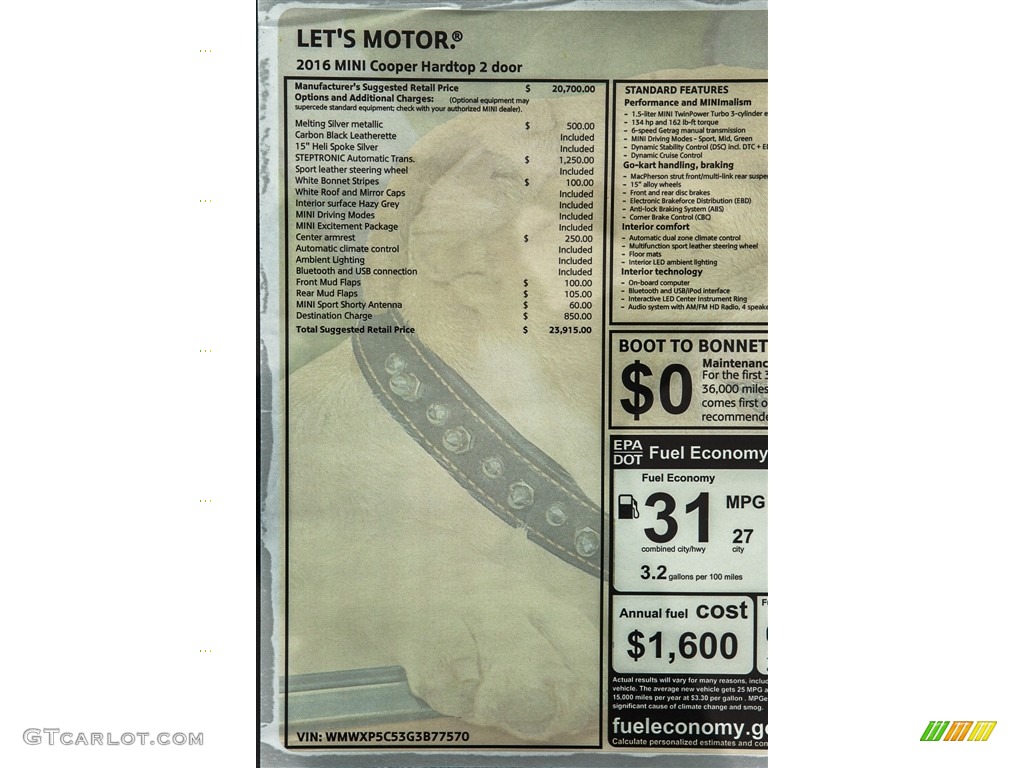 LET'S MOTOR.®
2016 MINI Cooper Hardtop 2 door
Manufacturer's Suggested Retail Price $ 20,700.00
Options and Additional Charges: (Optional equipment may
supercede standard equipment; check with your authorized MINI dealer).
Melting Silver metallic $ 500.00
Carbon Black Leatherette Included
15" Heli Spoke Silver Included
STEPTRONIC Automatic Trans. $ 1,250.00
Sport leather steering wheel Included
White Bonnet Stripes $ 100.00
White Roof and Mirror Caps Included
Interior surface Hazy Grey Included
MINI Driving Modes Included
MINI Excitement Package Included
Center armrest $ 250.00
Automatic climate control Included
Ambient Lighting Included
Bluetooth and USB connection Included
Front Mud Flaps $ 100.00
Rear Mud Flaps $ 105.00
MINI Sport Shorty Antenna $ 60.00
Destination Charge $ 850.00
Total Suggested Retail Price $ 23,915.00
VIN: WMWXP5C53G3B77570
STANDARD FEATURES
Performance and MINImalism
- 1.5-liter MINI TwinPower Turbo 3-cylinder e
- 134 hp and 162 lb-ft torque
- 6-speed Getrag manual transmission
- MINI Driving Modes - Sport, Mid, Green
- Dynamic Stability Control (DSC) incl. DTC + E
- Dynamic Cruise Control
Go-kart handling, braking
- MacPherson strut front/multi-link rear suspe
- 15" alloy wheels
- Front and rear disc brakes
- Electronic Brakeforce Distribution (EBD)
- Anti-lock Braking System (ABS)
- Corner Brake Control (CBC)
Interior comfort
- Automatic dual zone climate control
- Multifunction sport leather steering wheel
- Floor mats
- Interior LED ambient lighting
Interior technology
- On-board computer
- Bluetooth and USB/iPod interface
- Interactive LED Center Instrument Ring
- Audio system with AM/FM HD Radio, 4 speake
BOOT TO BONNET
$0
Maintenanc
For the first 3
36,000 miles
comes first o
recommende
EPA
DOT Fuel Economy
Fuel Economy
31 MPG
27
combined city/hwy city
3.2 gallons per 100 miles
Annual fuel cost
$1,600
Actual results will vary for many reasons, includ
vehicle. The average new vehicle gets 25 MPG a
15,000 miles per year at $3.30 per gallon . MPGe
significant cause of climate change and smog.
fueleconomy.go
Calculate personalized estimates and con
GTCARLOT.COM